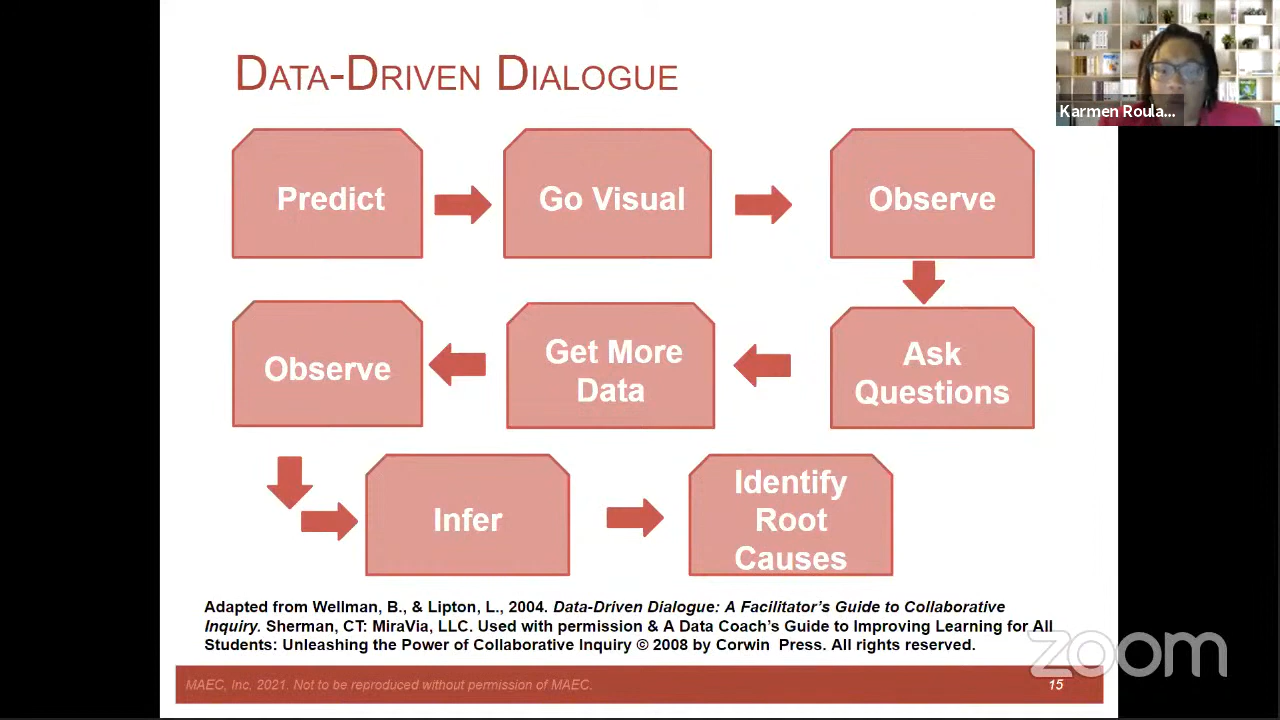 DATA-DRIVEN DIALOGUE
Karmen Roula...
Predict
Go Visual
Observe
Ask
Questions
Get More
Data
Observe
Infer
Identify
Root
Causes
Adapted from Wellman, B., & Lipton, L., 2004. Data-Driven Dialogue: A Facilitator's Guide to Collaborative
Inquiry. Sherman, CT: MiraVia, LLC. Used with permission & A Data Coach's Guide to Improving Learning for All
Students: Unleashing the Power of Collaborative Inquiry © 2008 by Corwin Press. All rights reserved.
zoom
MAEC, Inc. 2021. Not to be reproduced without permission of MAEC.
15